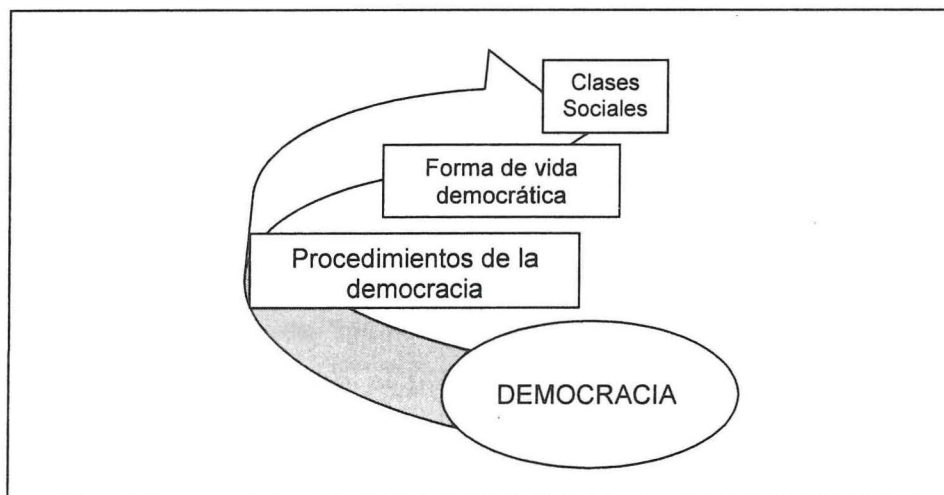 Clases
Sociales
Forma de vida
democrática
Procedimientos de la
democracia
DEMOCRACIA